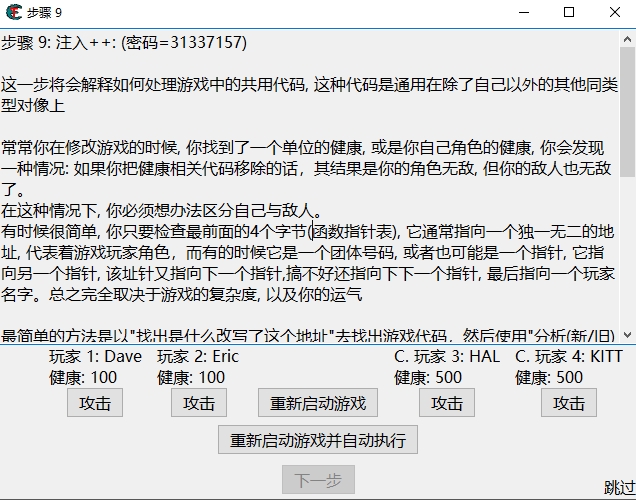 步骤 9
步骤 9: 注入++: (密码=31337157)
这一步将会解释如何处理游戏中的共用代码, 这种代码是通用在除了自己以外的其他同类
型对像上
常常你在修改游戏的时候, 你找到了一个单位的健康, 或是你自己角色的健康, 你会发现
一种情况: 如果你把健康相关代码移除的话，其结果是你的角色无敌, 但你的敌人也无敌
了。
在这种情况下, 你必须想办法区分自己与敌人。
有时候很简单, 你只要检查最前面的4个字节(函数指针表), 它通常指向一个独一无二的地
址, 代表着游戏玩家角色，而有的时候它是一个团体号码, 或者也可能是一个指针, 它指
向另一个指针, 该址针又指向下一个指针,搞不好还指向下下一个指针, 最后指向一个玩家
名字。总之完全取决于游戏的复杂度, 以及你的运气
最简单的方法是以"找出是什么改写了这个地址"去找出游戏代码，然后使用"分析(新/旧)
玩家 1: Dave 玩家 2: Eric C. 玩家 3: HAL C. 玩家 4: KITT
健康: 100 健康: 100 健康: 500 健康: 500
攻击 攻击 重新启动游戏 攻击 攻击
重新启动游戏并自动执行
下一步
跳过